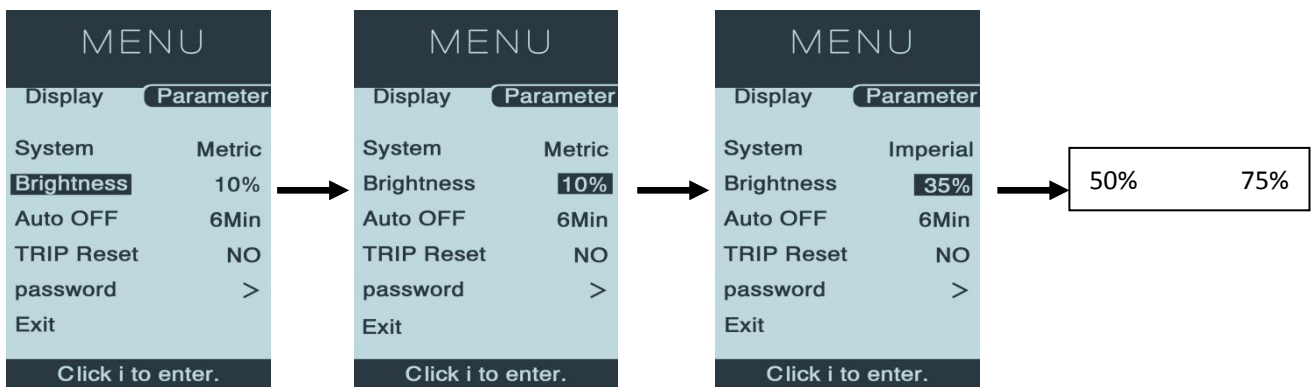 MENU
Display Parameter
System Metric
Brightness 10%
Auto OFF 6Min
TRIP Reset NO
password >
Exit
Click i to enter.
MENU
Display Parameter
System Metric
Brightness 10%
Auto OFF 6Min
TRIP Reset NO
password >
Exit
Click i to enter.
MENU
Display Parameter
System Imperial
Brightness 35%
Auto OFF 6Min
TRIP Reset NO
password >
Exit
Click i to enter.
50% 75%